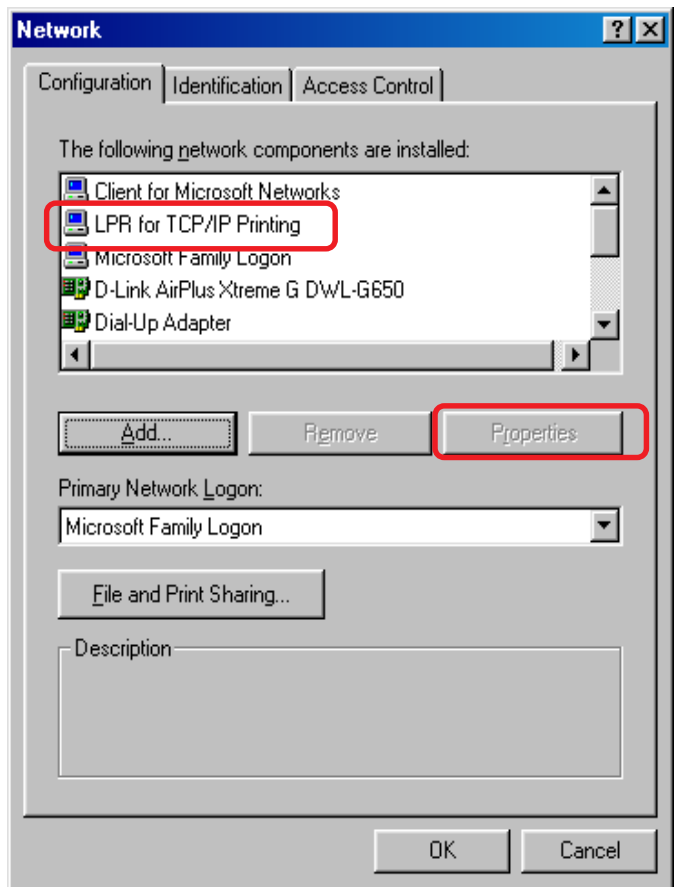 Network
Configuration Identification Access Control
The following network components are installed:
Client for Microsoft Networks
LPR for TCP/IP Printing
Microsoft Family Logon
D-Link AirPlus Xtreme G DWL-G650
Dial-Up Adapter
Add... Remove Properties
Primary Network Logon:
Microsoft Family Logon
File and Print Sharing...
Description
OK Cancel